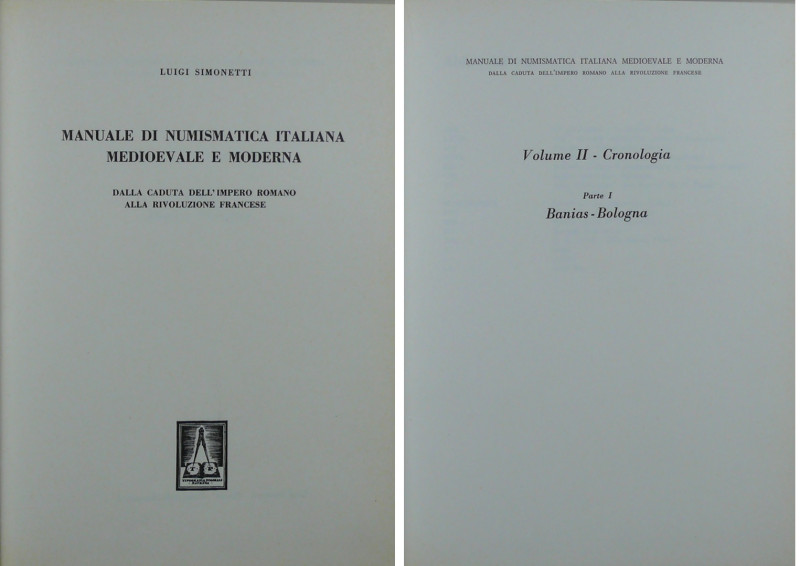 LUIGI SIMONETTI
MANUALE DI NUMISMATICA ITALIANA
MEDIOEVALE E MODERNA
DALLA CADUTA DELL'IMPERO ROMANO
ALLA RIVOLUZIONE FRANCESE
MANUALE DI NUMISMATICA ITALIANA MEDIOEVALE E MODERNA
DALLA CADUTA DELL'IMPERO ROMANO ALLA RIVOLUZIONE FRANCESE
Volume II - Cronologia
Parte I
Banias - Bologna